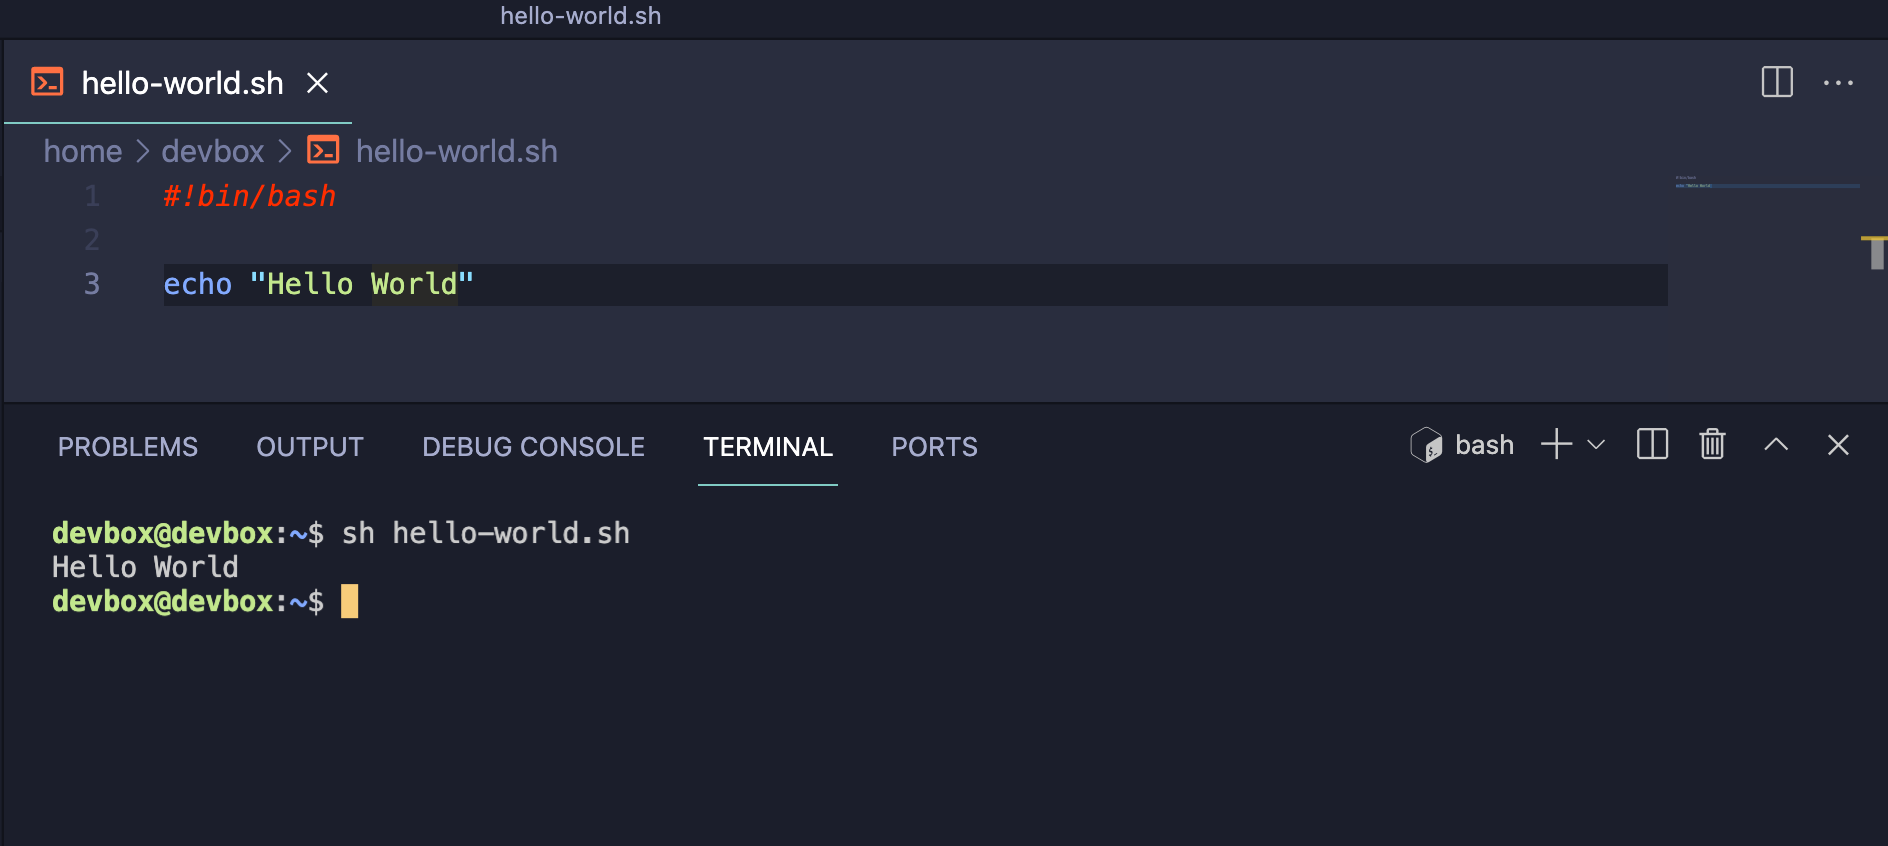 hello-world.sh
hello-world.sh
home > devbox > hello-world.sh
1 #!bin/bash
2
3 echo "Hello World"
PROBLEMS OUTPUT DEBUG CONSOLE TERMINAL PORTS bash
devbox@devbox:~$ sh hello-world.sh
Hello World
devbox@devbox:~$